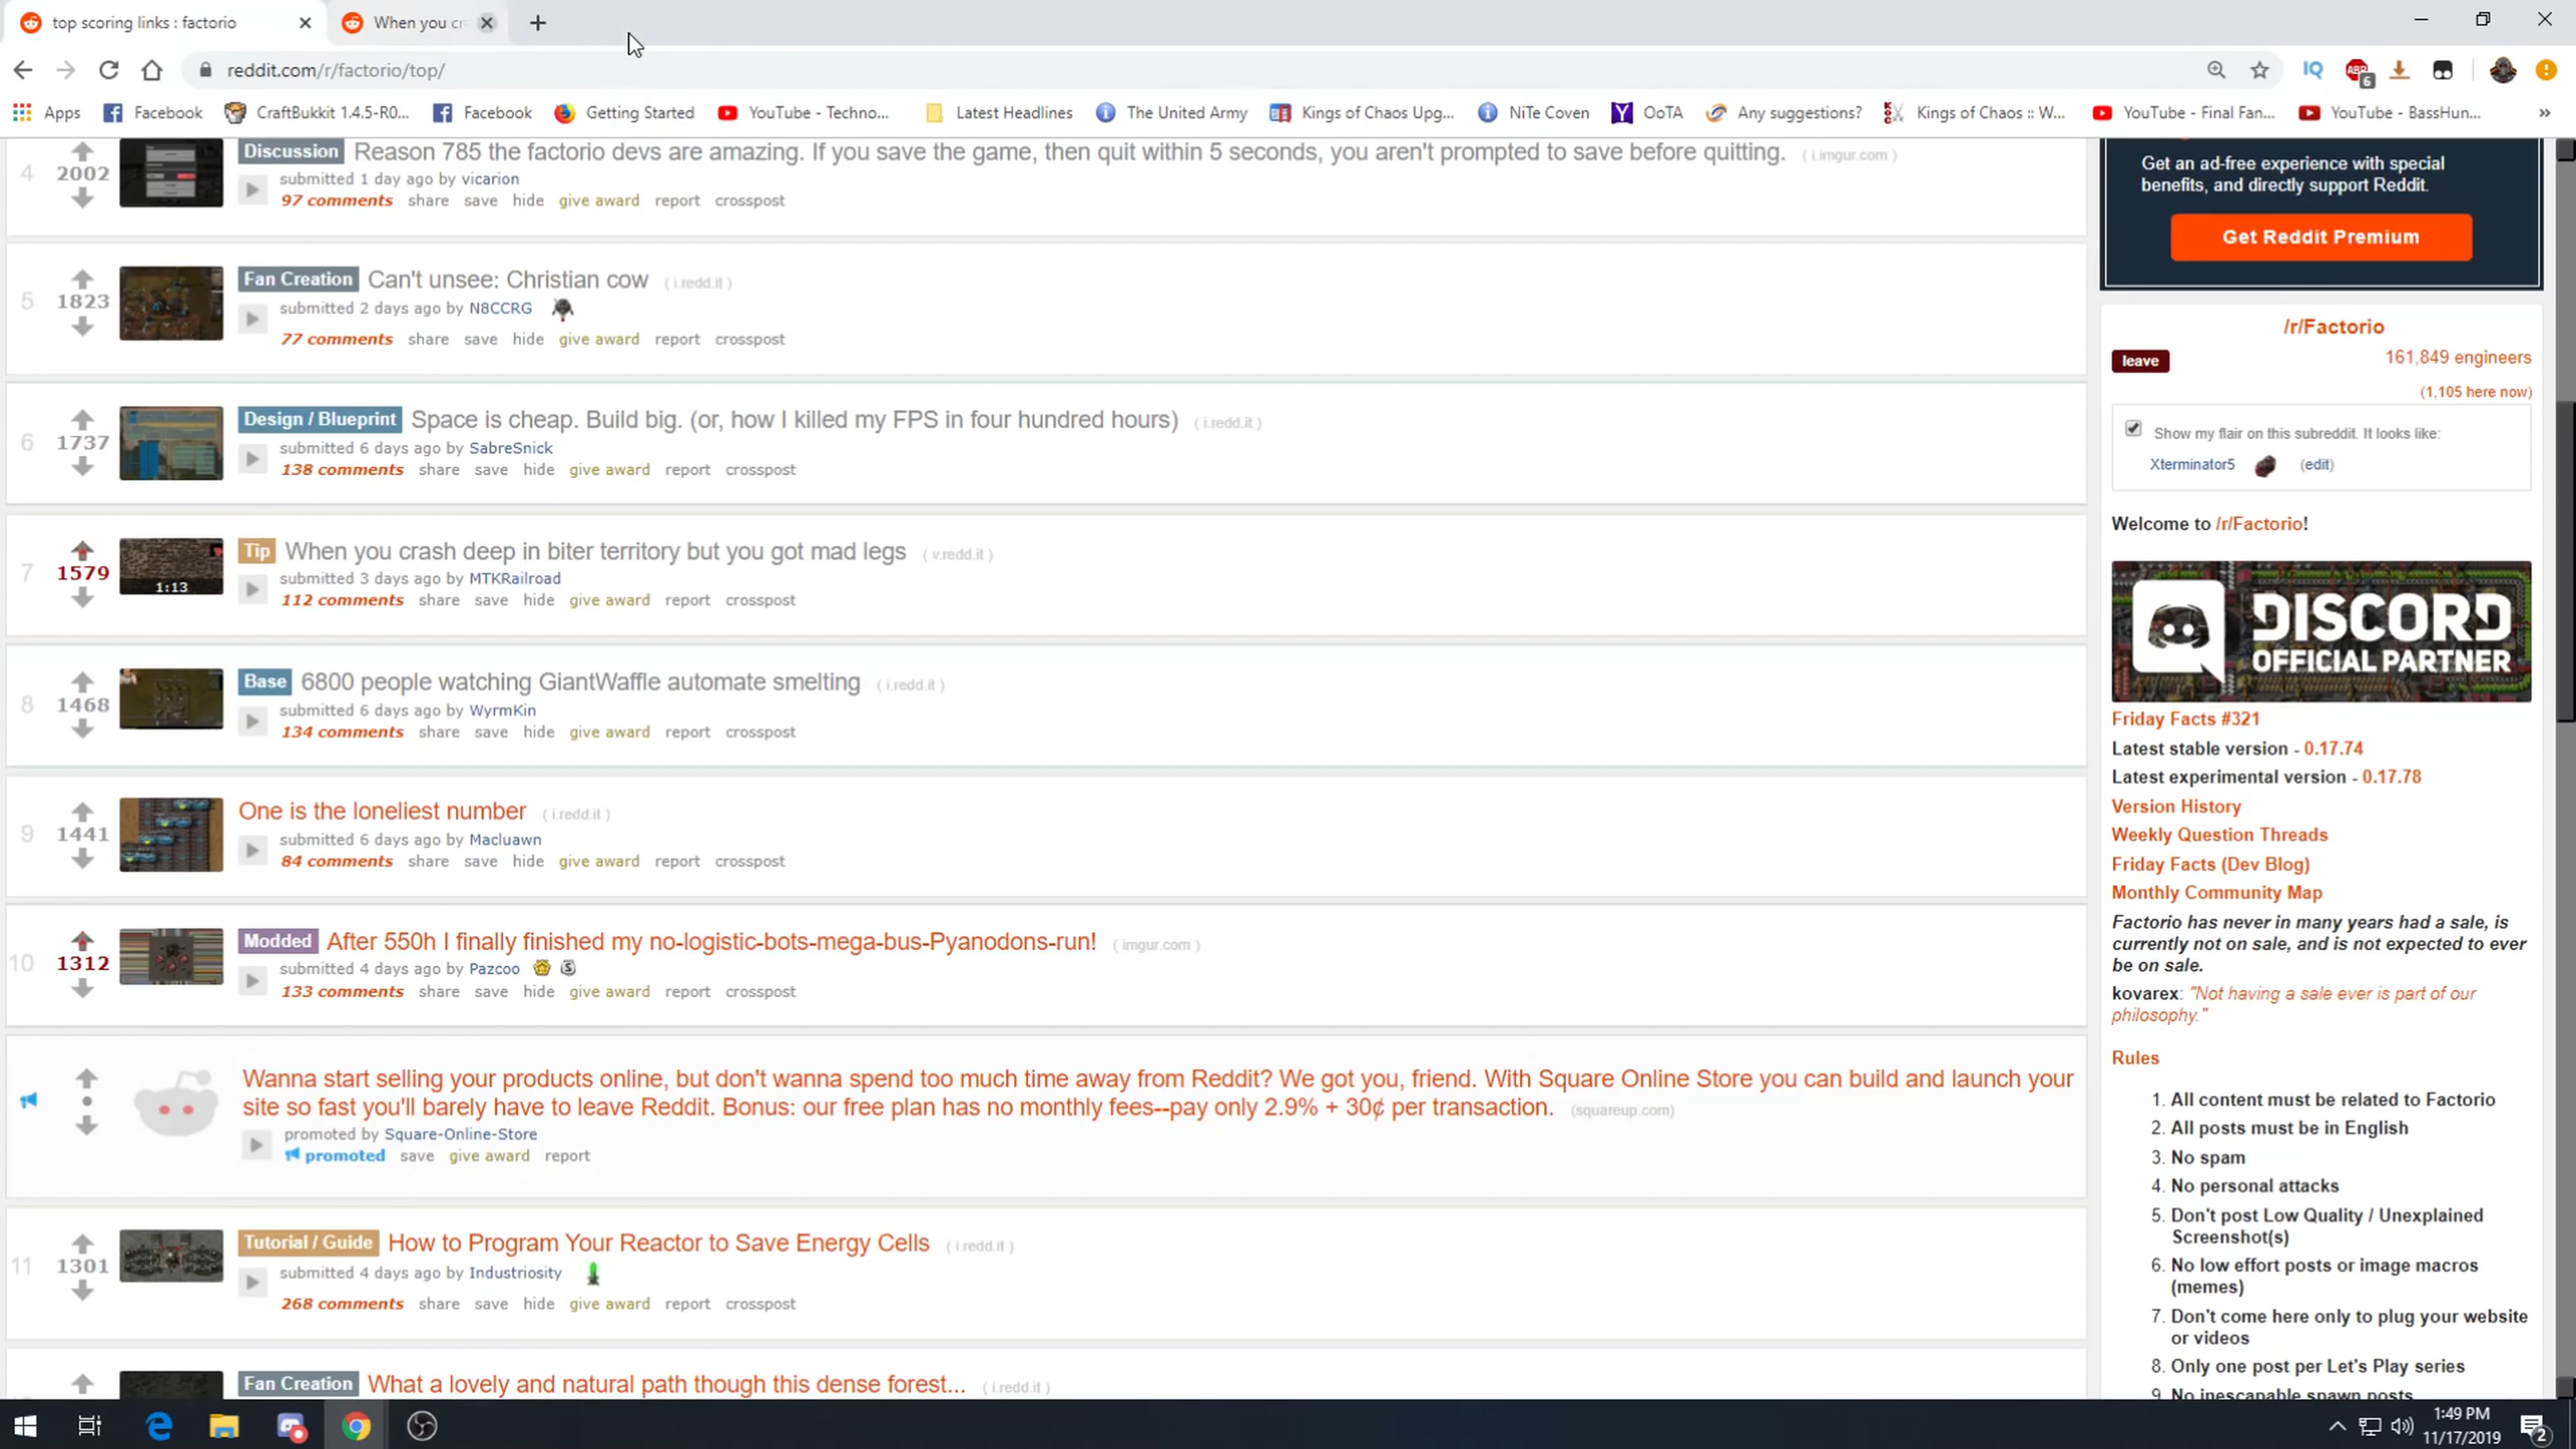 top scoring links : factorio
When you cr
reddit.com/r/factorio/top/
IQ
ABP
6
Apps
Facebook
CraftBukkit 1.4.5-R0...
Facebook
Getting Started
YouTube - Techno...
Latest Headlines
The United Army
Kings of Chaos Upg...
NiTe Coven
OoTA
Any suggestions?
Kings of Chaos :: W...
YouTube - Final Fan...
YouTube - BassHun...
»
4
2002
Discussion Reason 785 the factorio devs are amazing. If you save the game, then quit within 5 seconds, you aren't prompted to save before quitting. ( i.imgur.com )
submitted 1 day ago by vicarion
97 comments share save hide give award report crosspost
5
1823
Fan Creation Can't unsee: Christian cow ( i.redd.it )
submitted 2 days ago by N8CCRG
77 comments share save hide give award report crosspost
6
1737
Design / Blueprint Space is cheap. Build big. (or, how I killed my FPS in four hundred hours) ( i.redd.it )
submitted 6 days ago by SabreSnick
138 comments share save hide give award report crosspost
7
1579
1:13
Tip When you crash deep in biter territory but you got mad legs ( v.redd.it )
submitted 3 days ago by MTKRailroad
112 comments share save hide give award report crosspost
8
1468
Base 6800 people watching GiantWaffle automate smelting ( i.redd.it )
submitted 6 days ago by WyrmKin
134 comments share save hide give award report crosspost
9
1441
One is the loneliest number ( i.redd.it )
submitted 6 days ago by Macluawn
84 comments share save hide give award report crosspost
10
1312
Modded After 550h I finally finished my no-logistic-bots-mega-bus-Pyanodons-run! ( imgur.com )
submitted 4 days ago by Pazcoo
133 comments share save hide give award report crosspost
Wanna start selling your products online, but don't wanna spend too much time away from Reddit? We got you, friend. With Square Online Store you can build and launch your
site so fast you'll barely have to leave Reddit. Bonus: our free plan has no monthly fees--pay only 2.9% + 30¢ per transaction. (squareup.com)
promoted by Square-Online-Store
promoted save give award report
11
1301
Tutorial / Guide How to Program Your Reactor to Save Energy Cells ( i.redd.it )
submitted 4 days ago by Industriosity
268 comments share save hide give award report crosspost
Fan Creation What a lovely and natural path though this dense forest... ( i.redd.it )
Get an ad-free experience with special
benefits, and directly support Reddit.
Get Reddit Premium
/r/Factorio
leave 161,849 engineers
(1,105 here now)
Show my flair on this subreddit. It looks like:
Xterminator5 (edit)
Welcome to /r/Factorio!
DISCORD
OFFICIAL PARTNER
Friday Facts #321
Latest stable version - 0.17.74
Latest experimental version - 0.17.78
Version History
Weekly Question Threads
Friday Facts (Dev Blog)
Monthly Community Map
Factorio has never in many years had a sale, is
currently not on sale, and is not expected to ever
be on sale.
kovarex: "Not having a sale ever is part of our
philosophy."
Rules
1. All content must be related to Factorio
2. All posts must be in English
3. No spam
4. No personal attacks
5. Don't post Low Quality / Unexplained
Screenshot(s)
6. No low effort posts or image macros
(memes)
7. Don't come here only to plug your website
or videos
8. Only one post per Let's Play series
9. No inescapable spawn posts
1:49 PM
11/17/2019
2